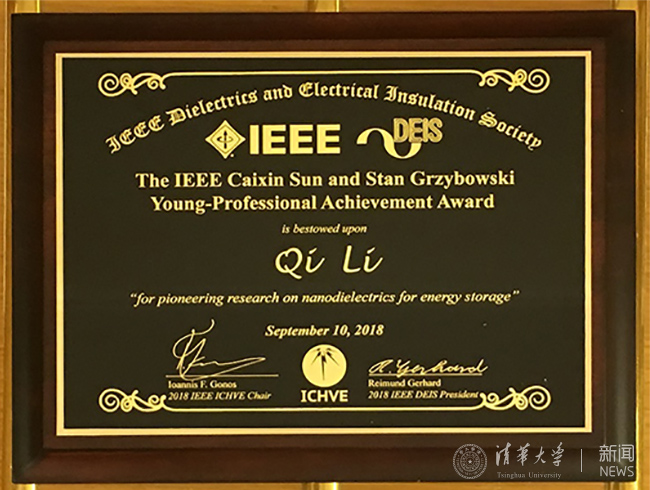 IEEE Dielectrics and Electrical Insulation Society
IEEE DEIS
The IEEE Caixin Sun and Stan Grzybowski
Young-Professional Achievement Award
is bestowed upon
Qi Li
“for pioneering research on nanodielectrics for energy storage”
September 10, 2018
R. Gerhard
Ioannis F. Gonos
2018 IEEE ICHVE Chair
ICHVE
Reimund Gerhard
2018 IEEE DEIS President
清华大学
Tsinghua University
新闻
NEWS